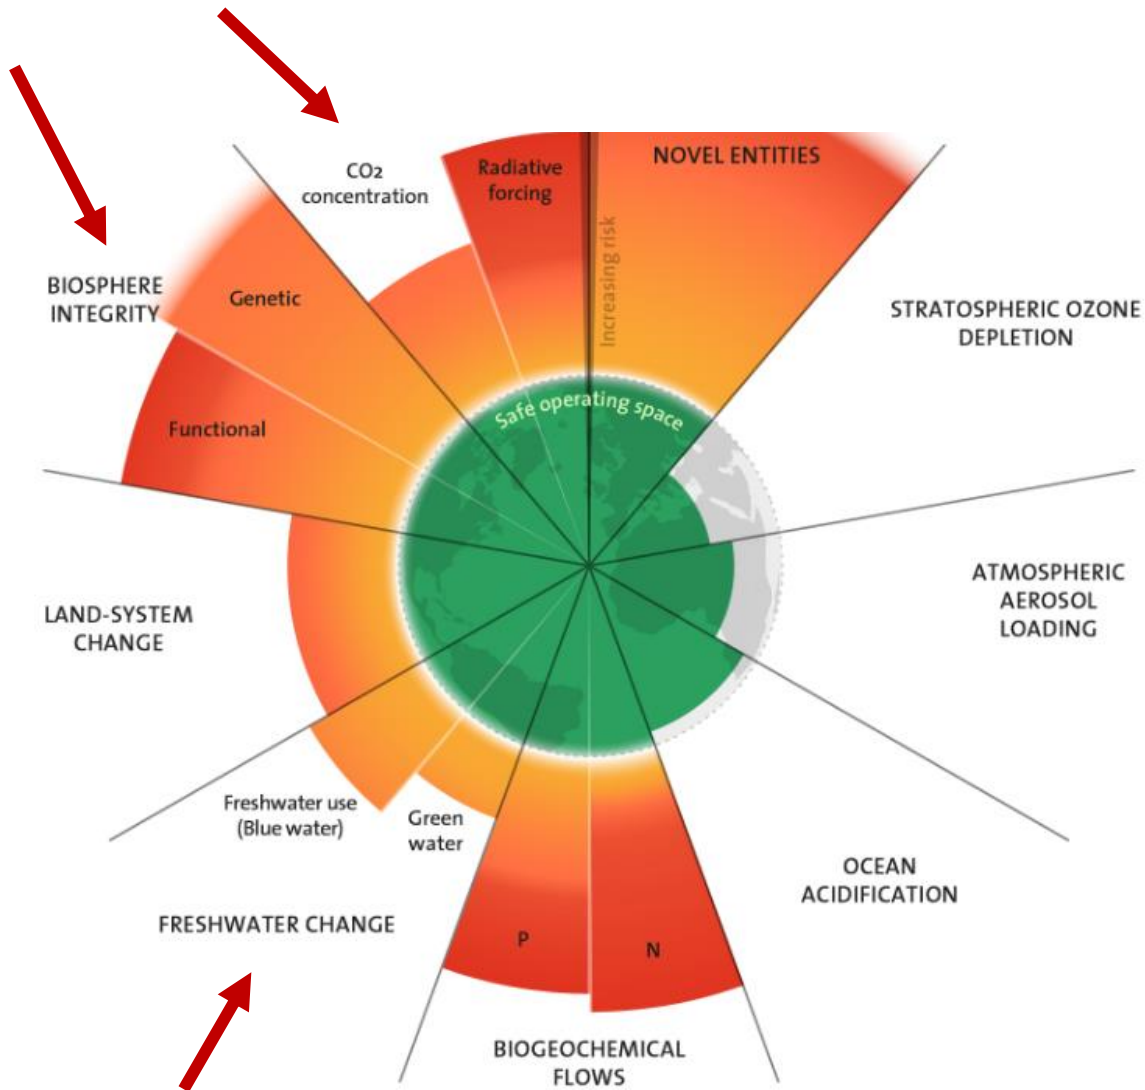 CO2
concentration
Radiative
forcing
NOVEL ENTITIES
Increasing risk
BIOSPHERE
INTEGRITY
Genetic
Functional
STRATOSPHERIC OZONE
DEPLETION
Safe operating space
LAND-SYSTEM
CHANGE
ATMOSPHERIC
AEROSOL
LOADING
Freshwater use
(Blue water)
Green
water
FRESHWATER CHANGE
P
N
OCEAN
ACIDIFICATION
BIOGEOCHEMICAL
FLOWS